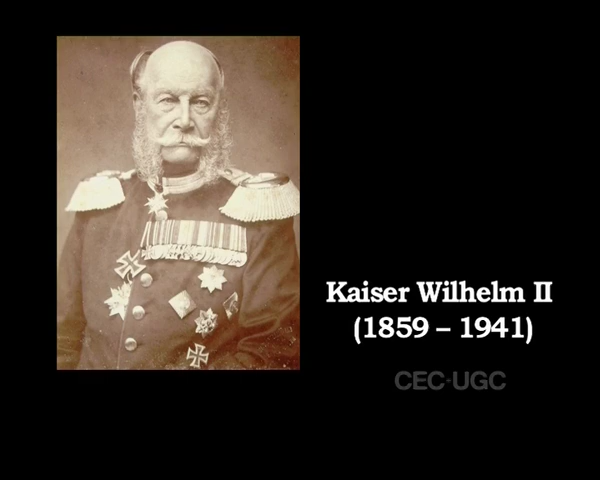 Kaiser Wilhelm II
(1859 – 1941)
CEC-UGC